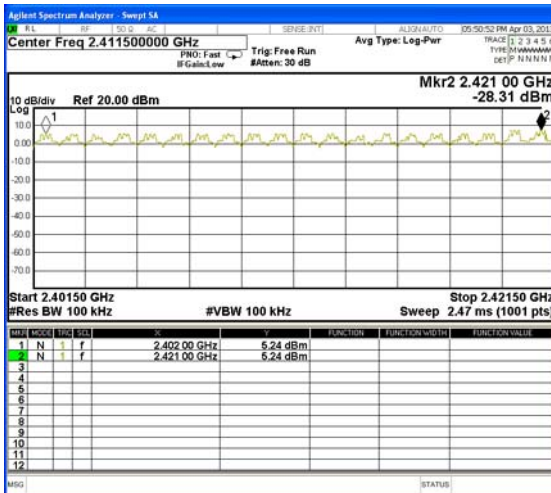 Agilent Spectrum Analyzer - Swept SA
RL RF 50 Ω AC SENSE:INT ALIGN AUTO 05:50:52 PM Apr 03, 201
Center Freq 2.411500000 GHz Avg Type: Log-Pwr TRACE 1 2 3 4 5
PNO: Fast Trig: Free Run TYPE M
IFGain:Low #Atten: 30 dB DET P N N N N
Mkr2 2.421 00 GHz
10 dB/div Ref 20.00 dBm -28.31 dBm
Log
1 2
10.0
0.00
-10.0
-20.0
-30.0
-40.0
-50.0
-60.0
-70.0
Start 2.40150 GHz Stop 2.42150 GHz
#Res BW 100 kHz #VBW 100 kHz Sweep 2.47 ms (1001 pts)
MKR MODE TRC SCL X Y FUNCTION FUNCTION WIDTH FUNCTION VALUE
1 N 1 f 2.402 00 GHz 5.24 dBm
2 N 1 f 2.421 00 GHz 5.24 dBm
3
4
5
6
7
8
9
10
11
12
MSG STATUS